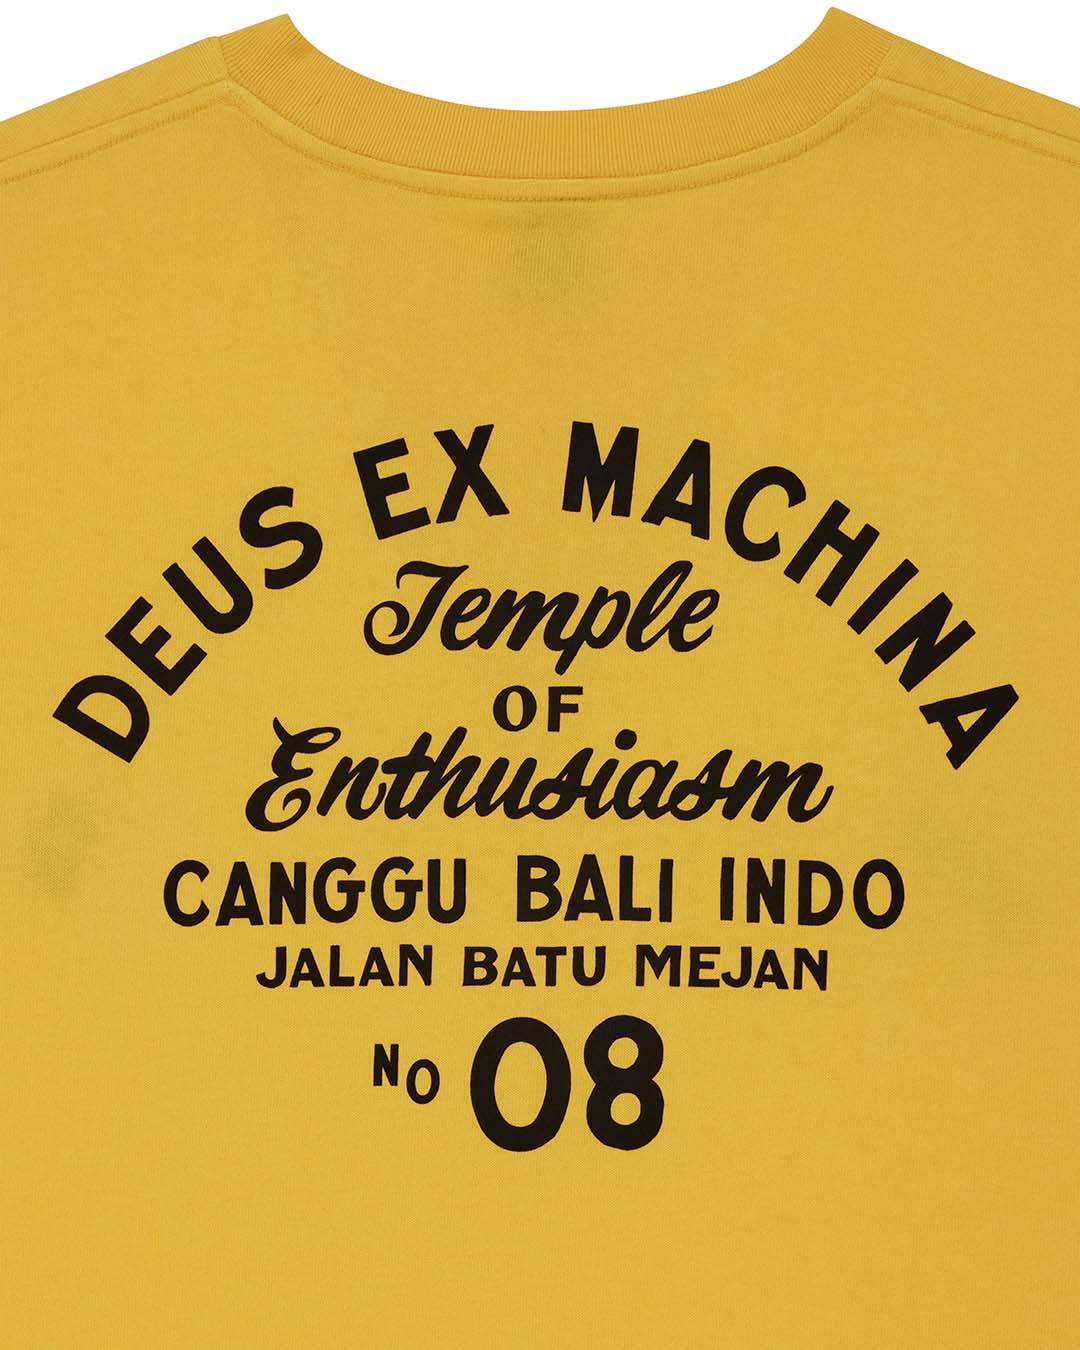 DEUS EX MACHINA
Temple
OF
Enthusiasm
CANGGU BALI INDO
JALAN BATU MEJAN
NO 08